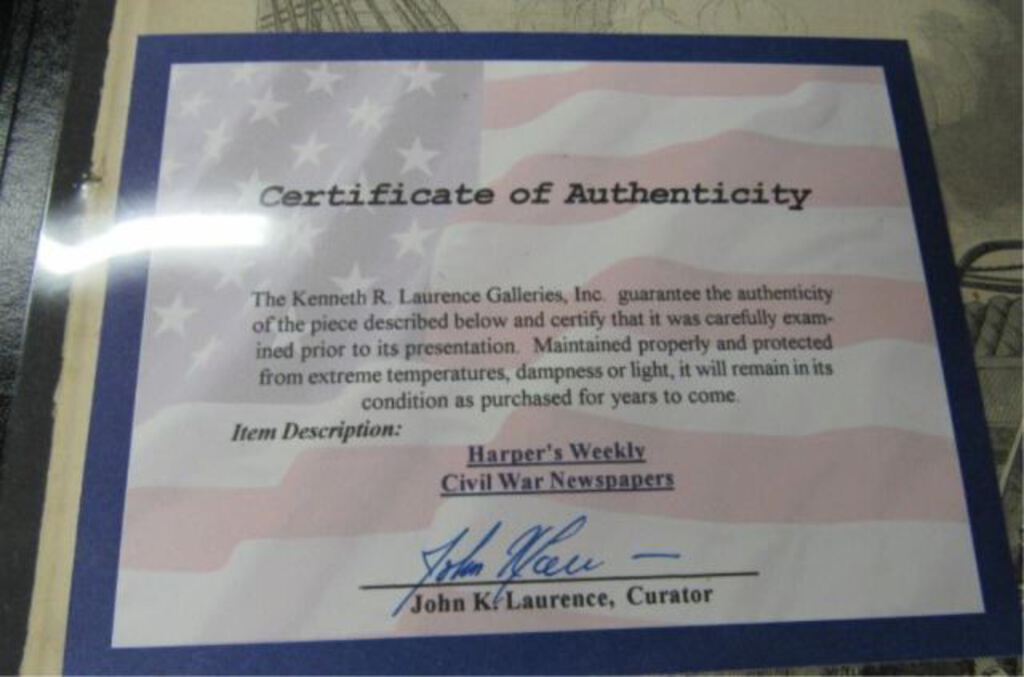 Certificate of Authenticity
The Kenneth R. Laurence Galleries, Inc. guarantee the authenticity
of the piece described below and certify that it was carefully exam-
ined prior to its presentation. Maintained properly and protected
from extreme temperatures, dampness or light, it will remain in its
condition as purchased for years to come.
Item Description:
Harper's Weekly
Civil War Newspapers
John K. Laurence, Curator